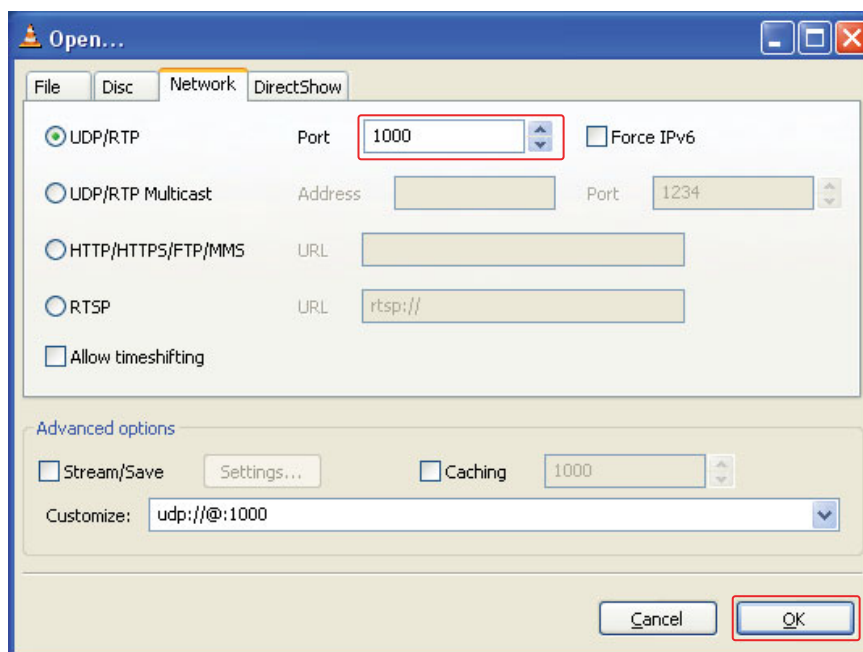 Open...
File Disc Network DirectShow
UDP/RTP Port 1000 Force IPv6
UDP/RTP Multicast Address Port 1234
HTTP/HTTPS/FTP/MMS URL
RTSP URL rtsp://
Allow timeshifting
Advanced options
Stream/Save Settings... Caching 1000
Customize: udp://@:1000
Cancel OK